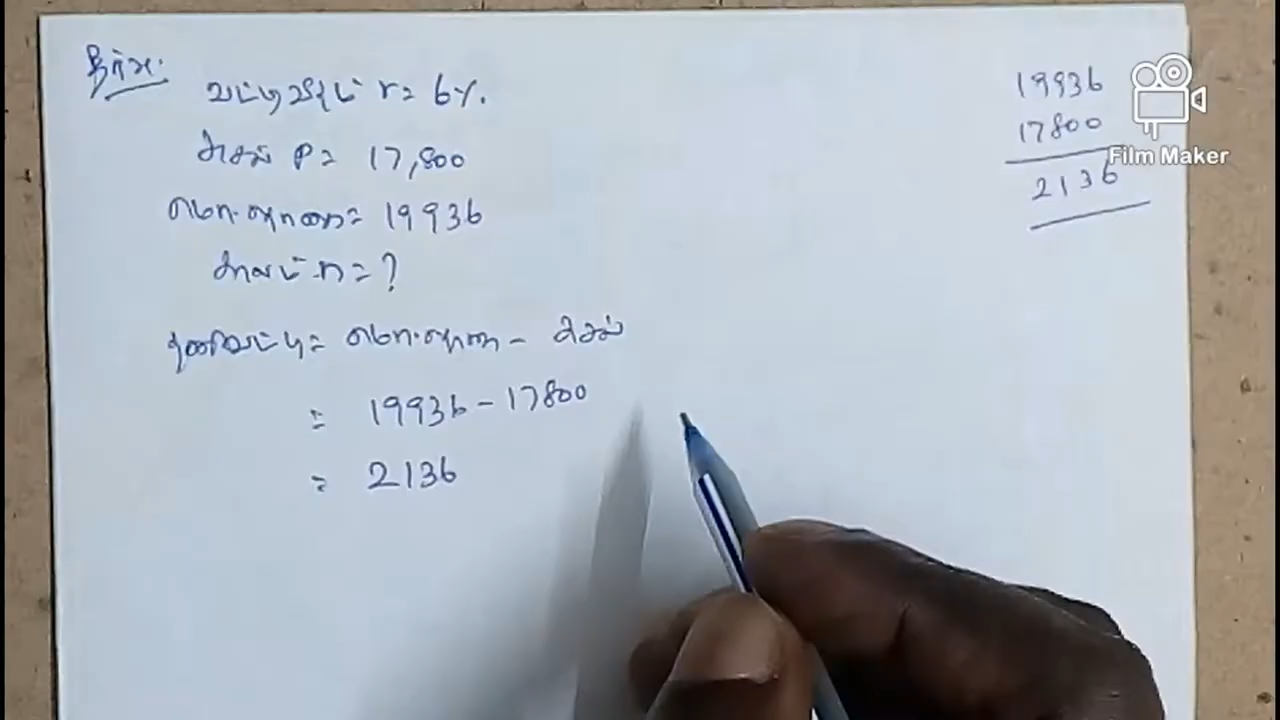 தீர்வு.
வட்டிவீதம் r = 6%.
அசல் P = 17,800
மொ.தொகை = 19936
காலம் n = ?
தனிவட்டி = மொ.தொகை - அசல்
= 19936 - 17800
= 2136
19936
17800
2136
Film Maker